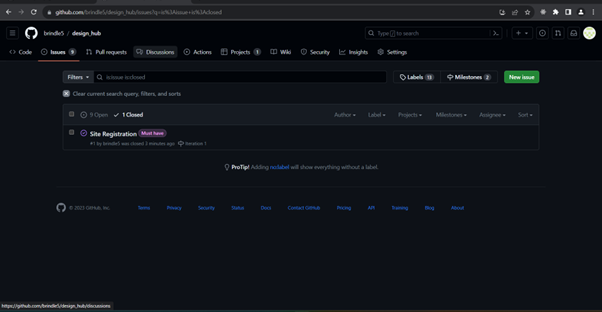 github.com/brindle5/design_hub/issues?q=is%3Aissue+is%3Aclosed
brindle5 / design_hub
Type / to search
Code Issues 9 Pull requests Discussions Actions Projects 1 Wiki Security Insights Settings
Filters is:issue is:closed Labels 13 Milestones 2 New issue
Clear current search query, filters, and sorts
9 Open 1 Closed Author Label Projects Milestones Assignee Sort
Site Registration Must have
#1 by brindle5 was closed 3 minutes ago Iteration 1
ProTip! Adding no:label will show everything without a label.
© 2023 GitHub, Inc. Terms Privacy Security Status Docs Contact GitHub Pricing API Training Blog About
https://github.com/brindle5/design_hub/discussions